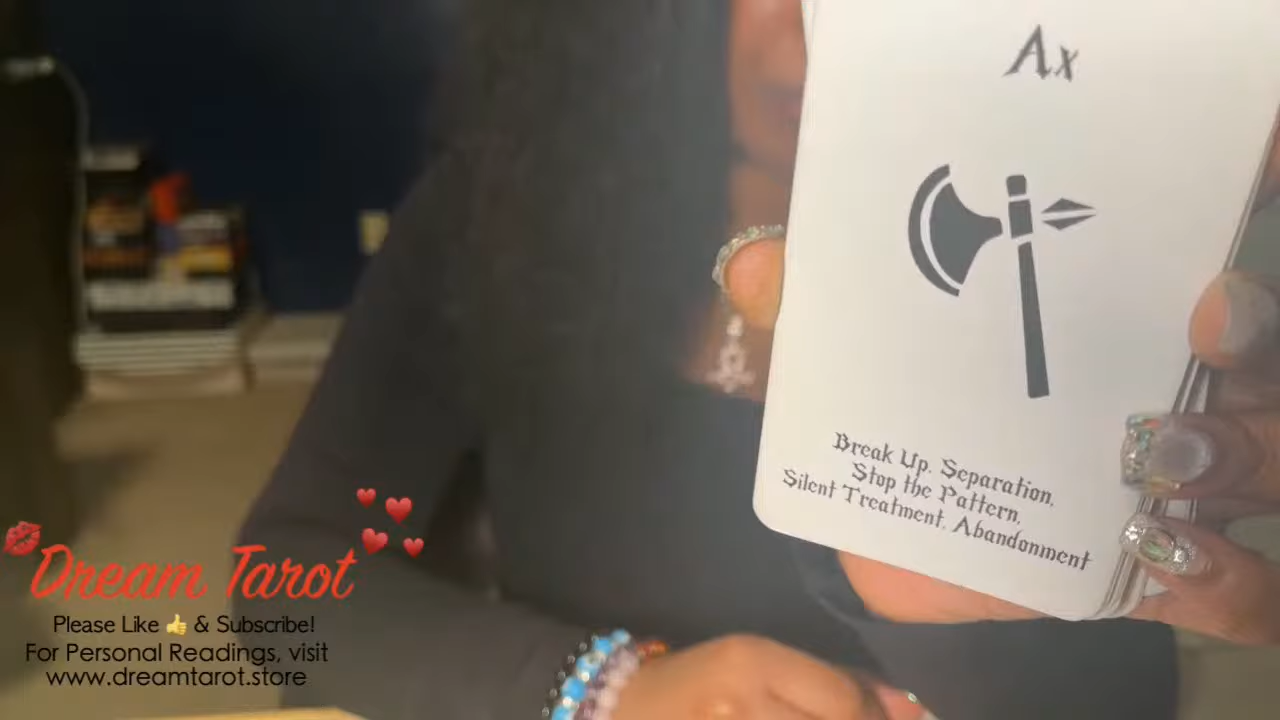 Ax
Break Up, Separation,
Stop the Pattern,
Silent Treatment, Abandonment
Dream Tarot
Please Like 👍 & Subscribe!
For Personal Readings, visit
www.dreamtarot.store